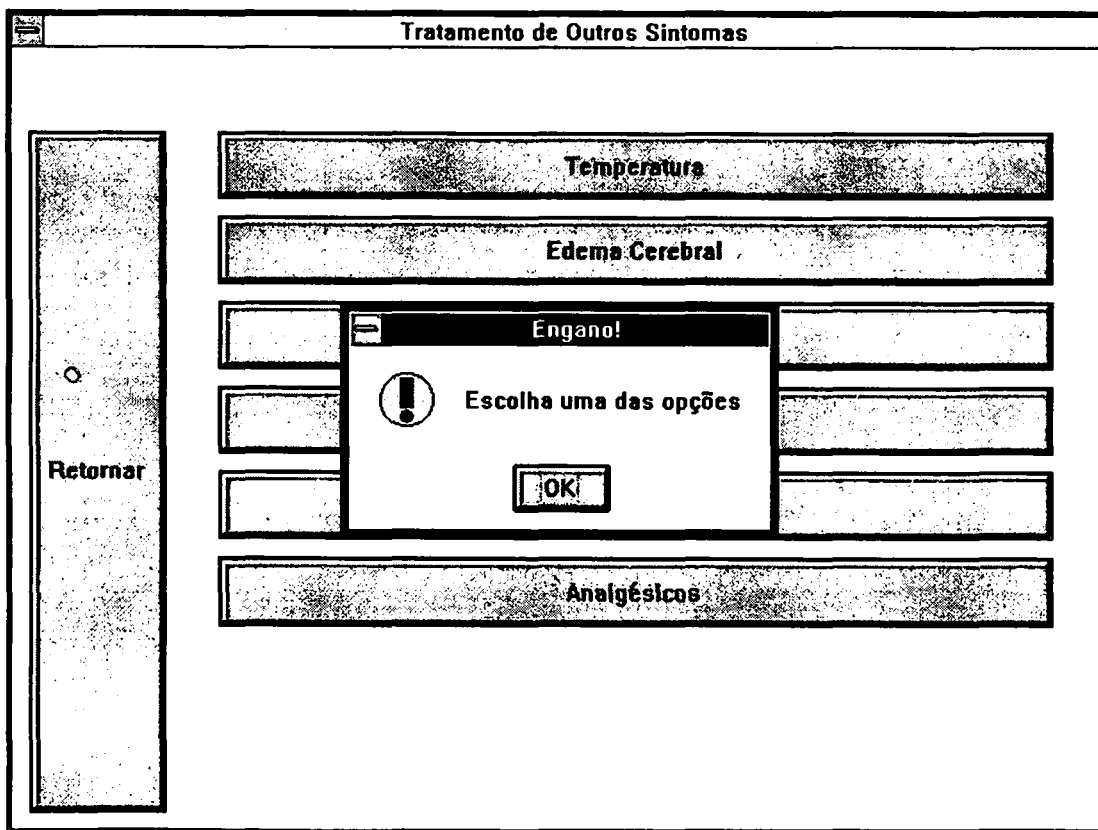 Tratamento de Outros Sintomas
Temperatura
Edema Cerebral
Engano!
Escolha uma das opções
Retornar
OK
Analgésicos